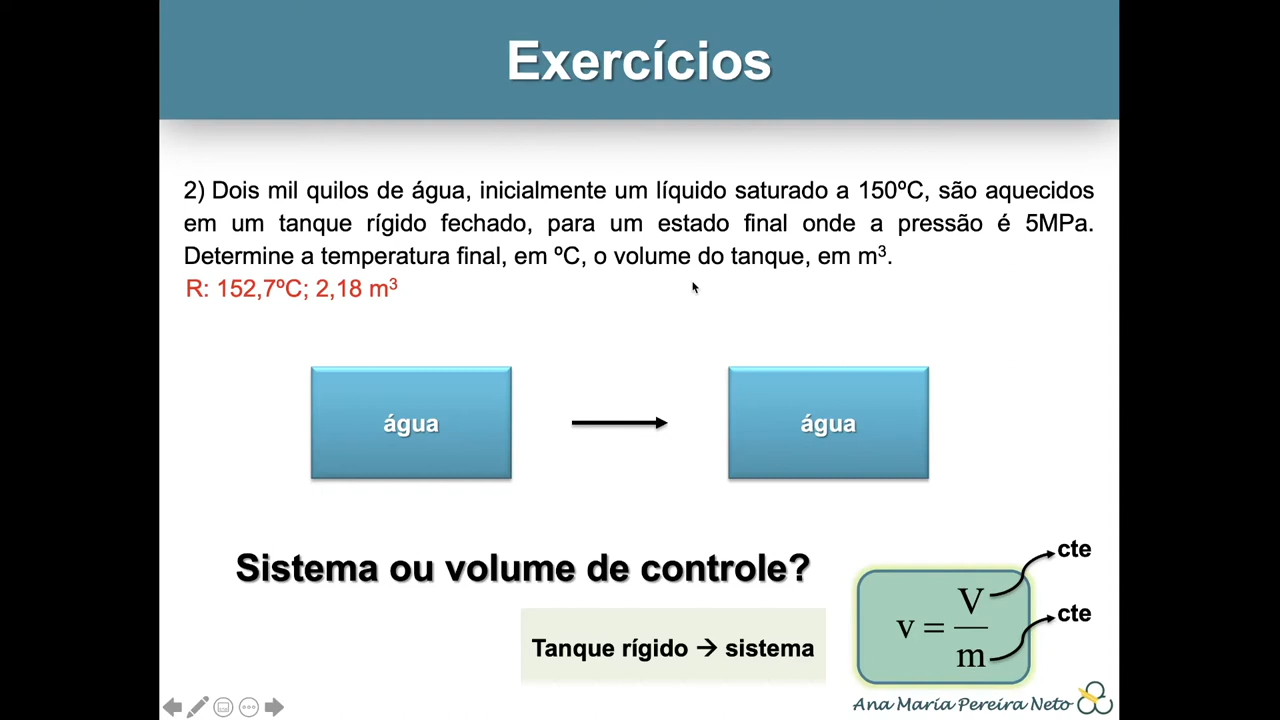 Exercícios
2) Dois mil quilos de água, inicialmente um líquido saturado a 150ºC, são aquecidos
em um tanque rígido fechado, para um estado final onde a pressão é 5MPa.
Determine a temperatura final, em ºC, o volume do tanque, em m³.
R: 152,7ºC; 2,18 m³
água
água
Sistema ou volume de controle?
Tanque rígido → sistema
v = V/m
cte
cte
Ana Maria Pereira Neto